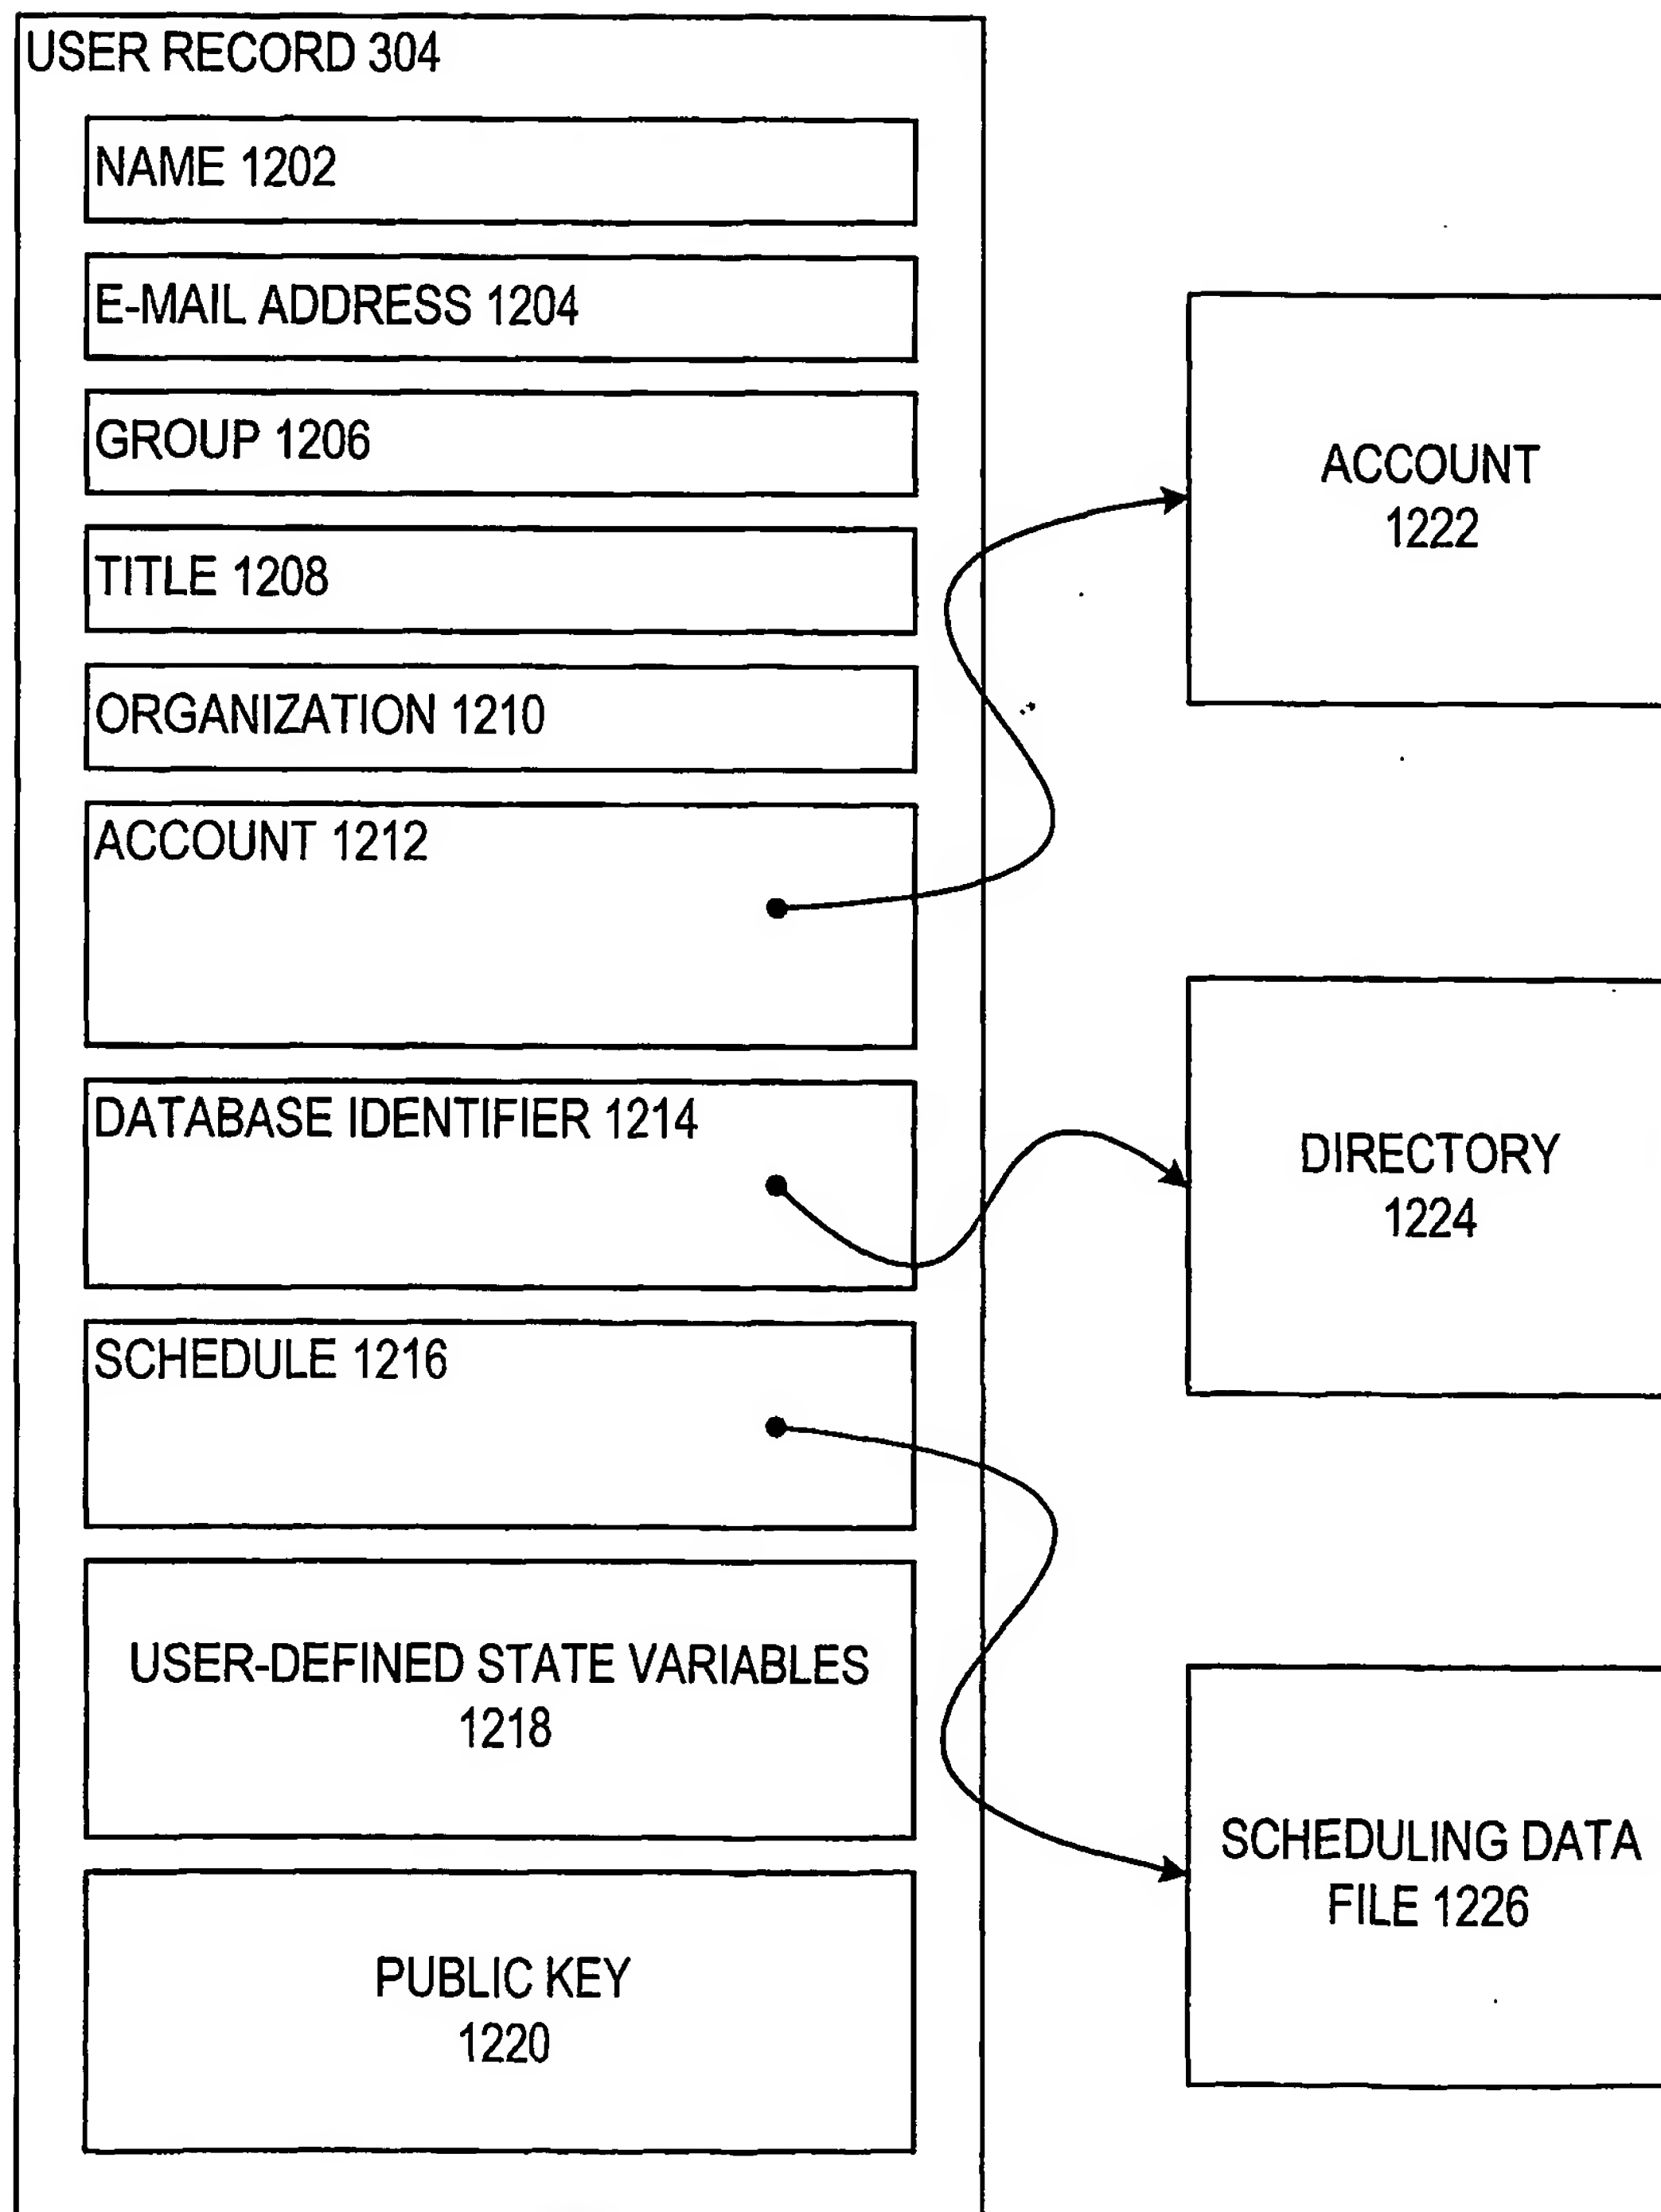 USER RECORD 304
NAME 1202
E-MAIL ADDRESS 1204
GROUP 1206
TITLE 1208
ORGANIZATION 1210
ACCOUNT 1212
DATABASE IDENTIFIER 1214
SCHEDULE 1216
USER-DEFINED STATE VARIABLES
1218
PUBLIC KEY
1220
ACCOUNT
1222
DIRECTORY
1224
SCHEDULING DATA
FILE 1226